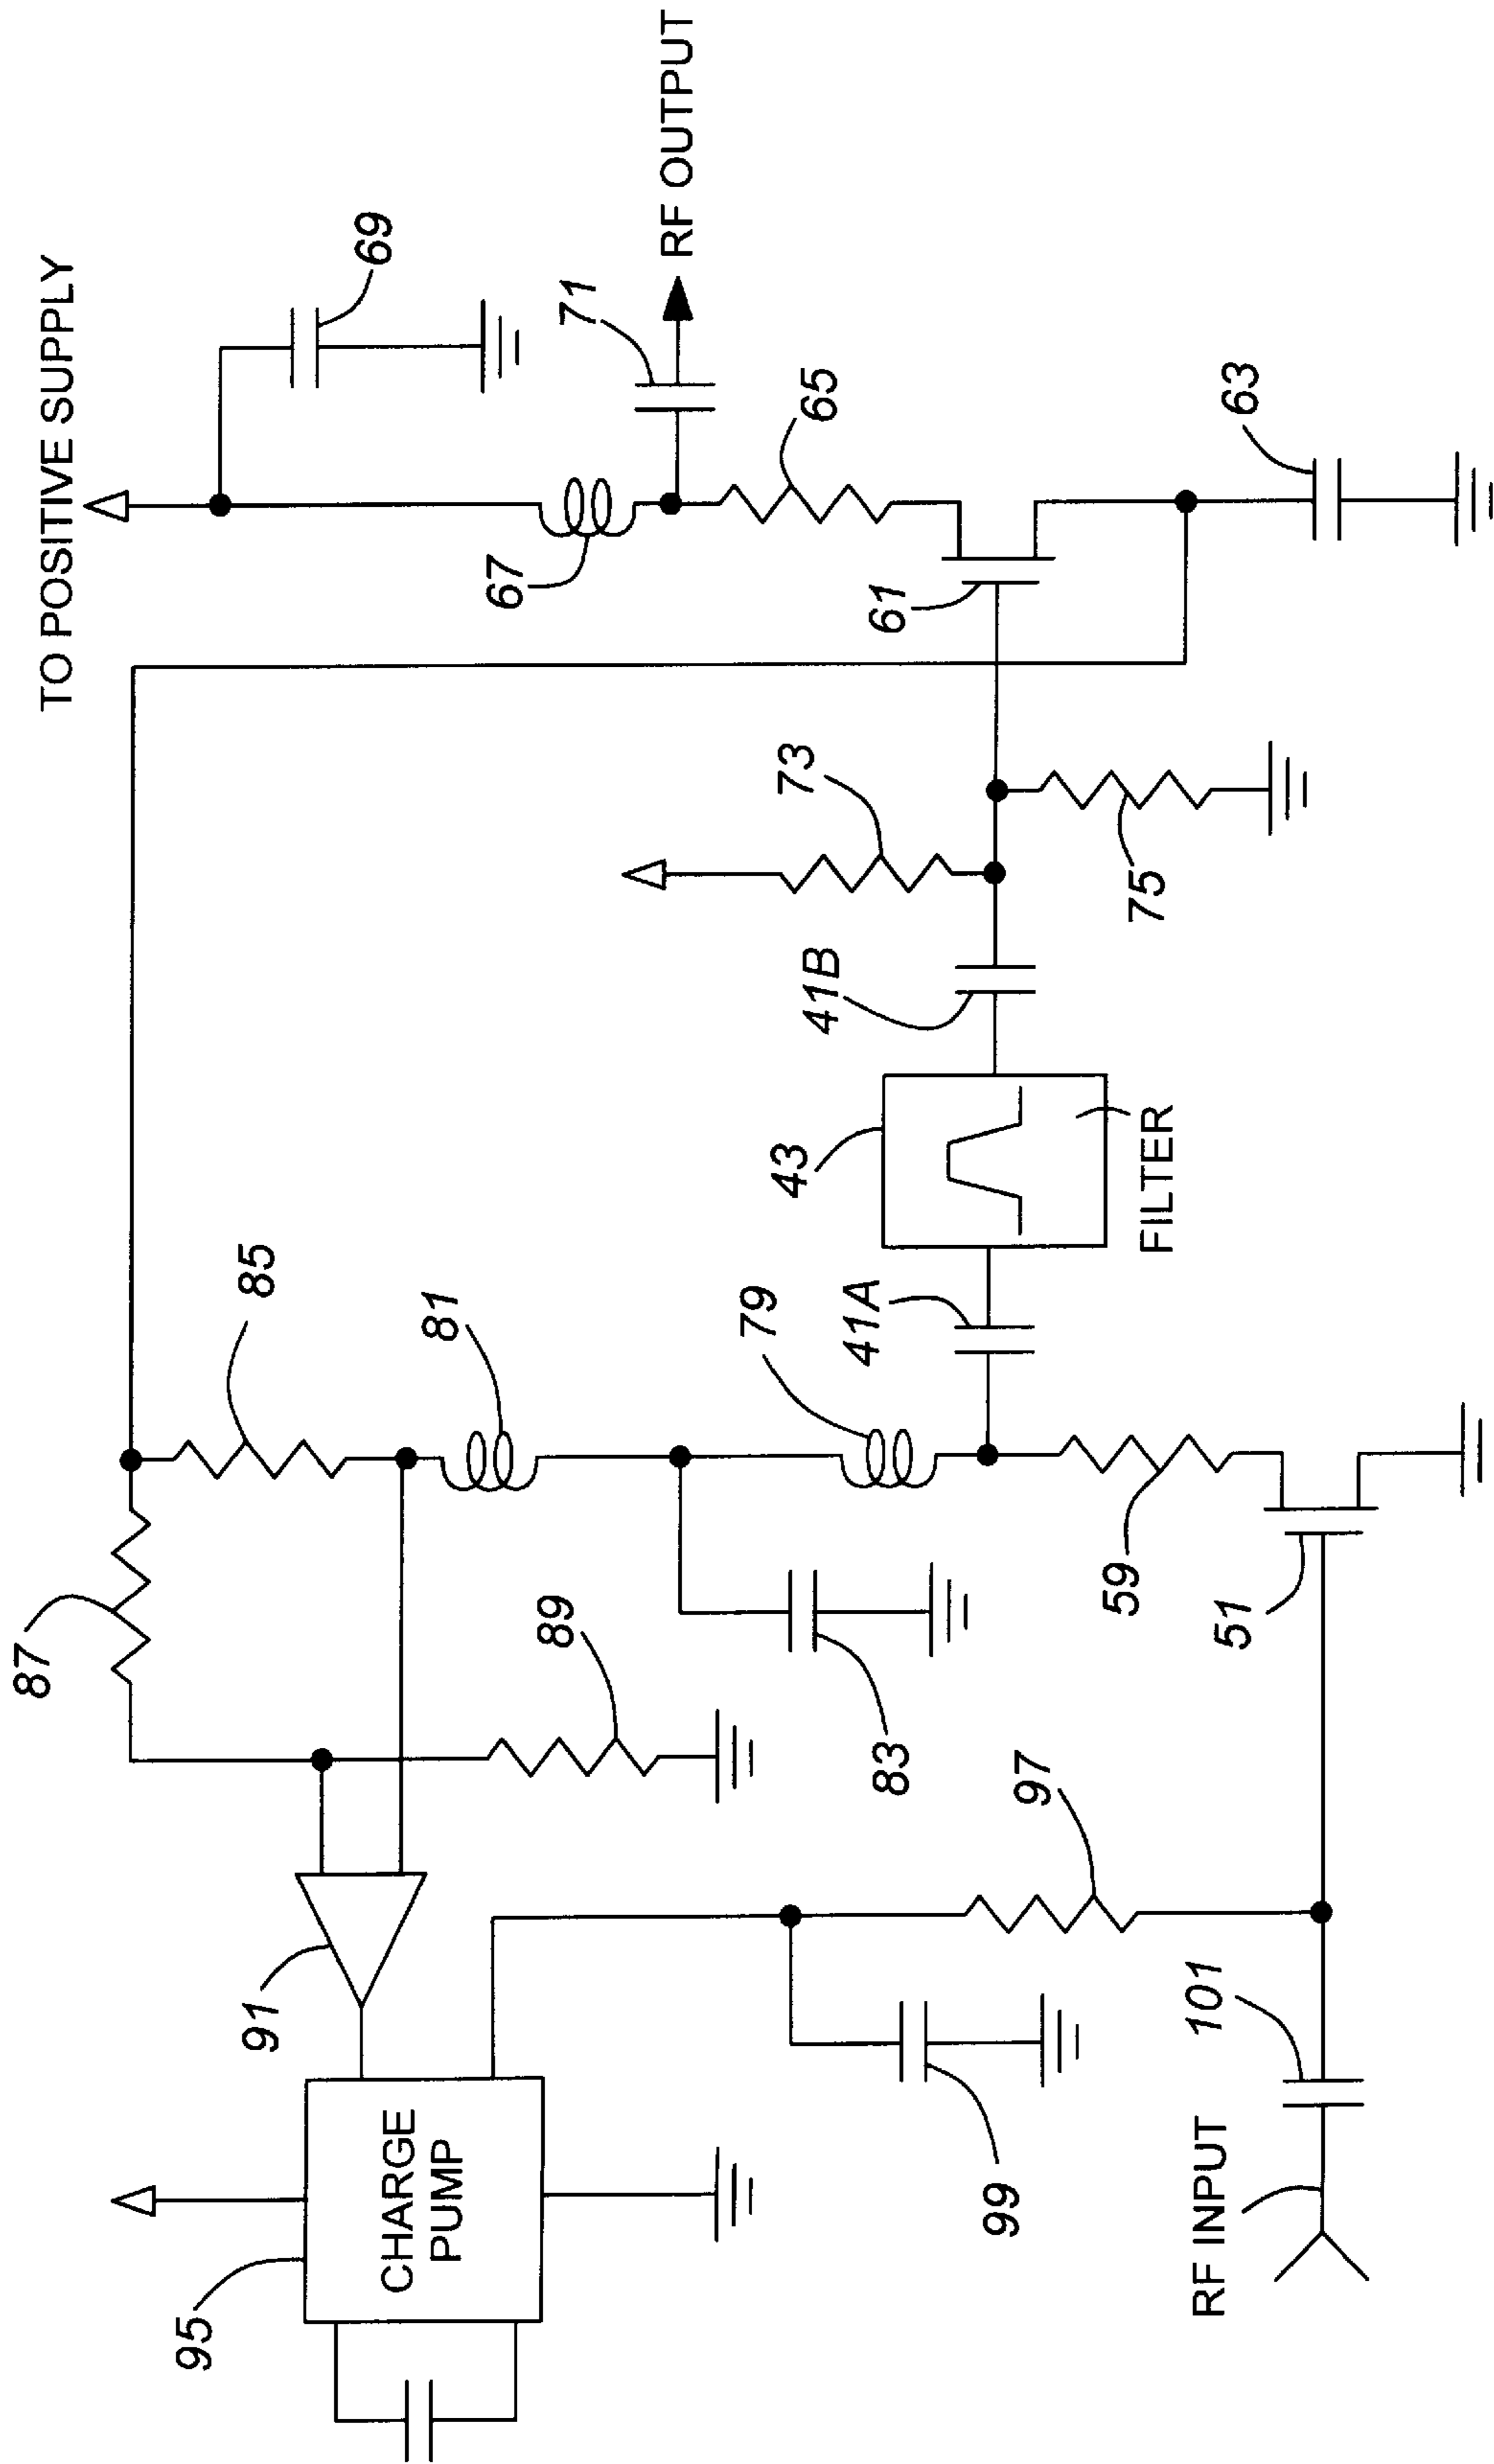 TO POSITIVE SUPPLY
69
71
RF OUTPUT
67
65
61
63
73
75
41B
43
FILTER
41A
85
81
79
87
89
83
59
51
91
97
95
CHARGE
PUMP
99
101
RF INPUT